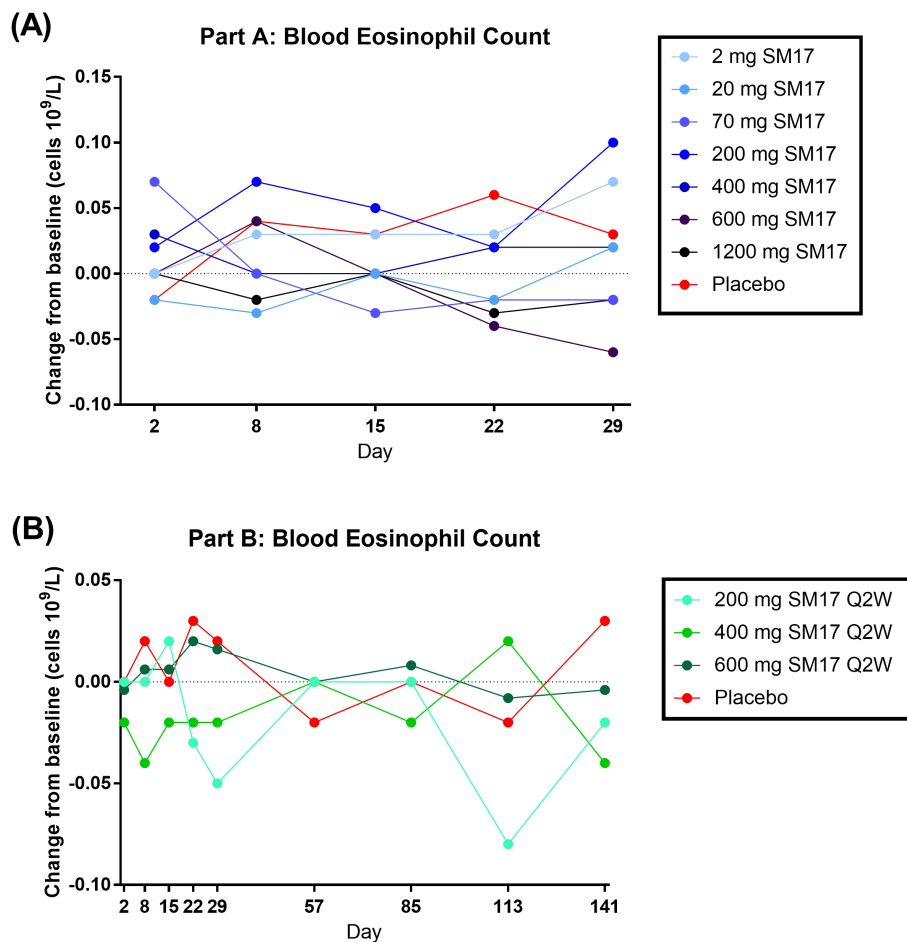 (A)
Part A: Blood Eosinophil Count
Change from baseline (cells 10⁹/L)
0.15
0.10
0.05
0.00
-0.05
-0.10
2 8 15 22 29
Day
2 mg SM17
20 mg SM17
70 mg SM17
200 mg SM17
400 mg SM17
600 mg SM17
1200 mg SM17
Placebo
(B)
Part B: Blood Eosinophil Count
Change from baseline (cells 10⁹/L)
0.05
0.00
-0.05
-0.10
2 8 15 22 29 57 85 113 141
Day
200 mg SM17 Q2W
400 mg SM17 Q2W
600 mg SM17 Q2W
Placebo